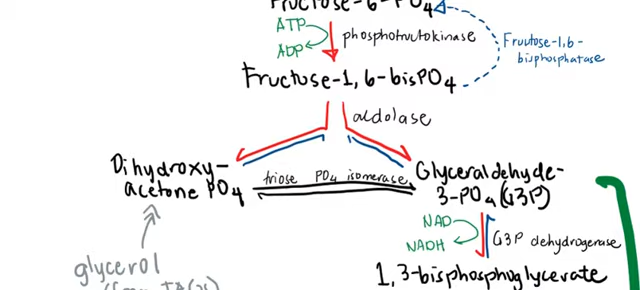 Fructose-6-PO4
ATP
ADP
phosphofructokinase
Fructose-1,6-
bisphosphatase
Fructose-1,6-bisPO4
aldolase
Dihydroxy-
acetone PO4
triose PO4 isomerase
Glyceraldehyde-
3-PO4 (G3P)
NAD
NADH
G3P dehydrogenase
glycerol
1,3-bisphosphoglycerate